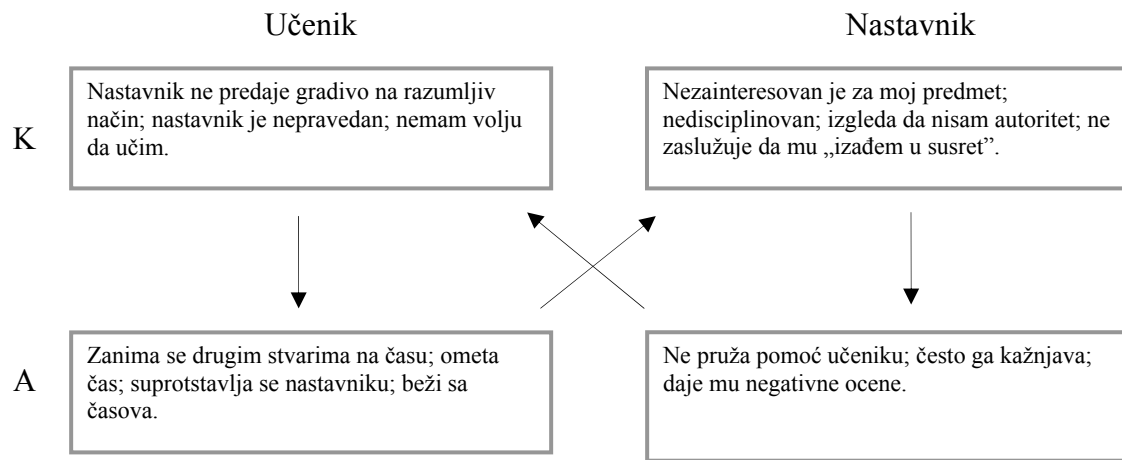 Učenik
Nastavnik
K
Nastavnik ne predaje gradivo na razumljiv
način; nastavnik je nepravedan; nemam volju
da učim.
Nezainteresovan je za moj predmet;
nedisciplinovan; izgleda da nisam autoritet; ne
zaslužuje da mu „izađem u susret”.
A
Zanima se drugim stvarima na času; ometa
čas; suprotstavlja se nastavniku; beži sa
časova.
Ne pruža pomoć učeniku; često ga kažnjava;
daje mu negativne ocene.